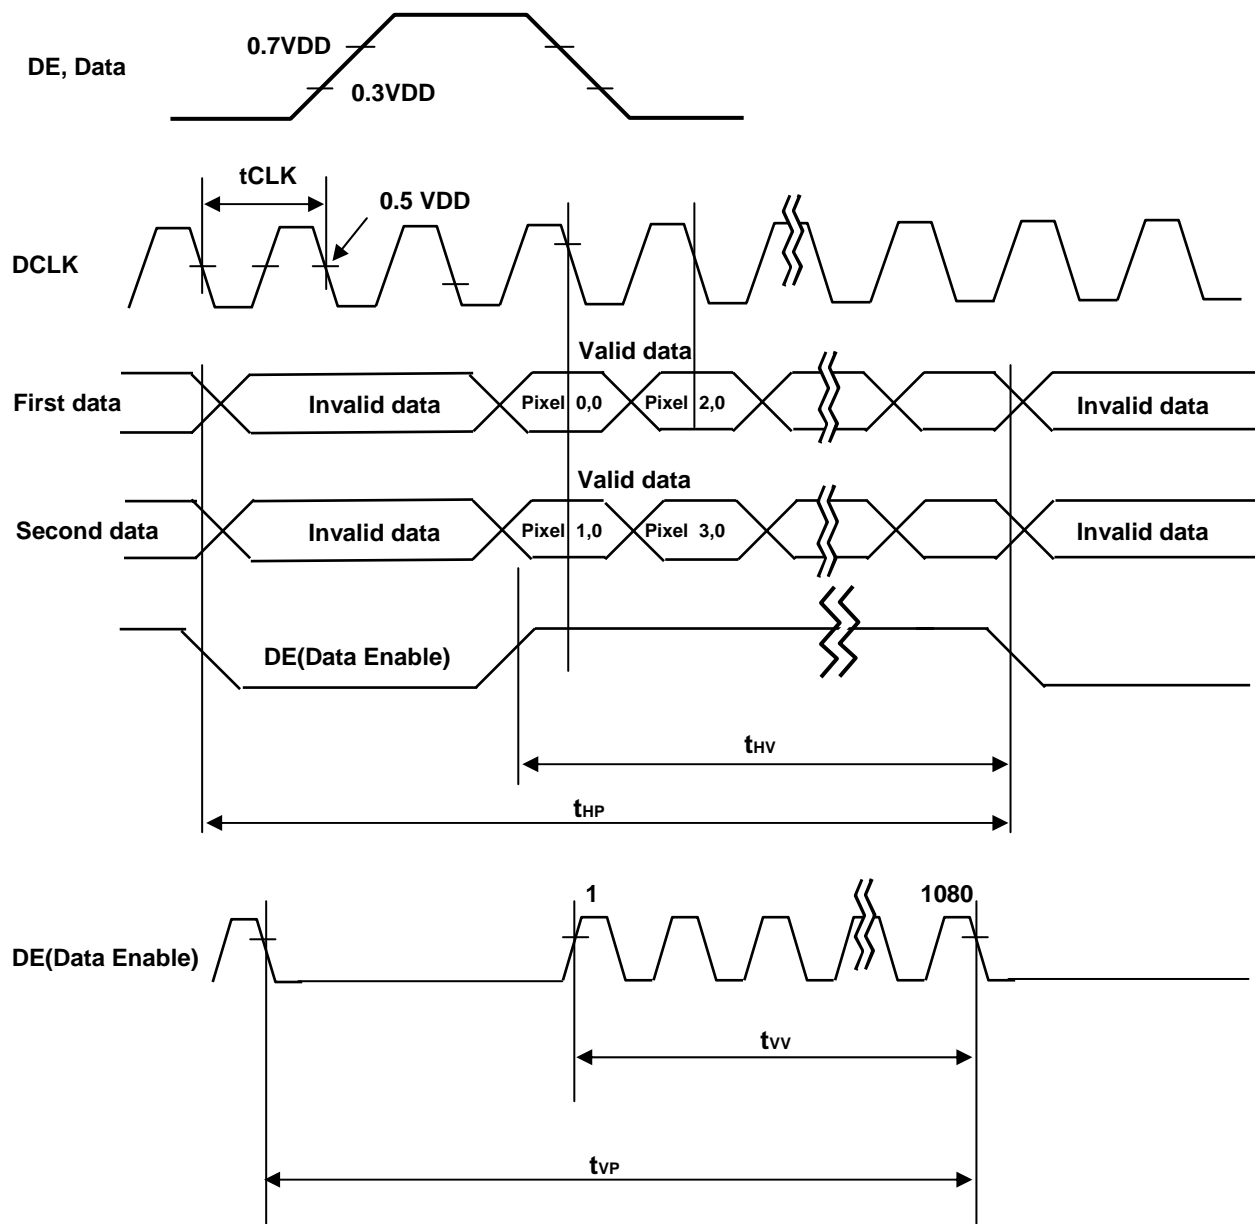 0.7VDD
DE, Data
0.3VDD
tCLK
0.5 VDD
DCLK
Valid data
First data
Invalid data
Pixel 0,0
Pixel 2,0
Invalid data
Valid data
Second data
Invalid data
Pixel 1,0
Pixel 3,0
Invalid data
DE(Data Enable)
tHV
tHP
1
1080
DE(Data Enable)
tVV
tVP